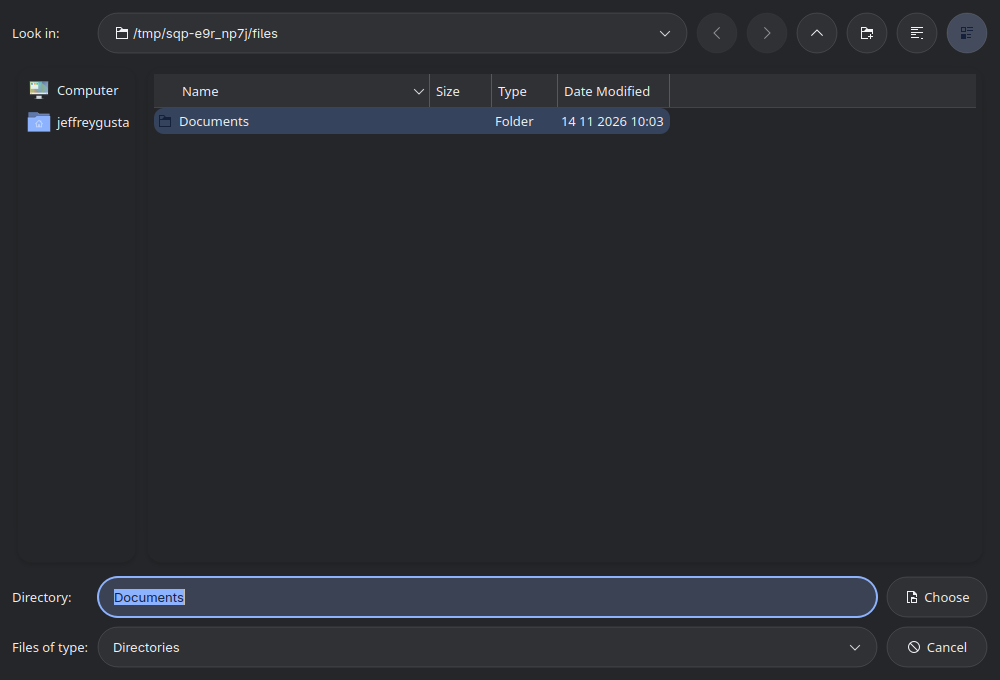 Look in:
/tmp/sqp-e9r_np7j/files
Computer
jeffreygusta
Name Size Type Date Modified
Documents Folder 14 11 2026 10:03
Directory: Documents Choose
Files of type: Directories Cancel